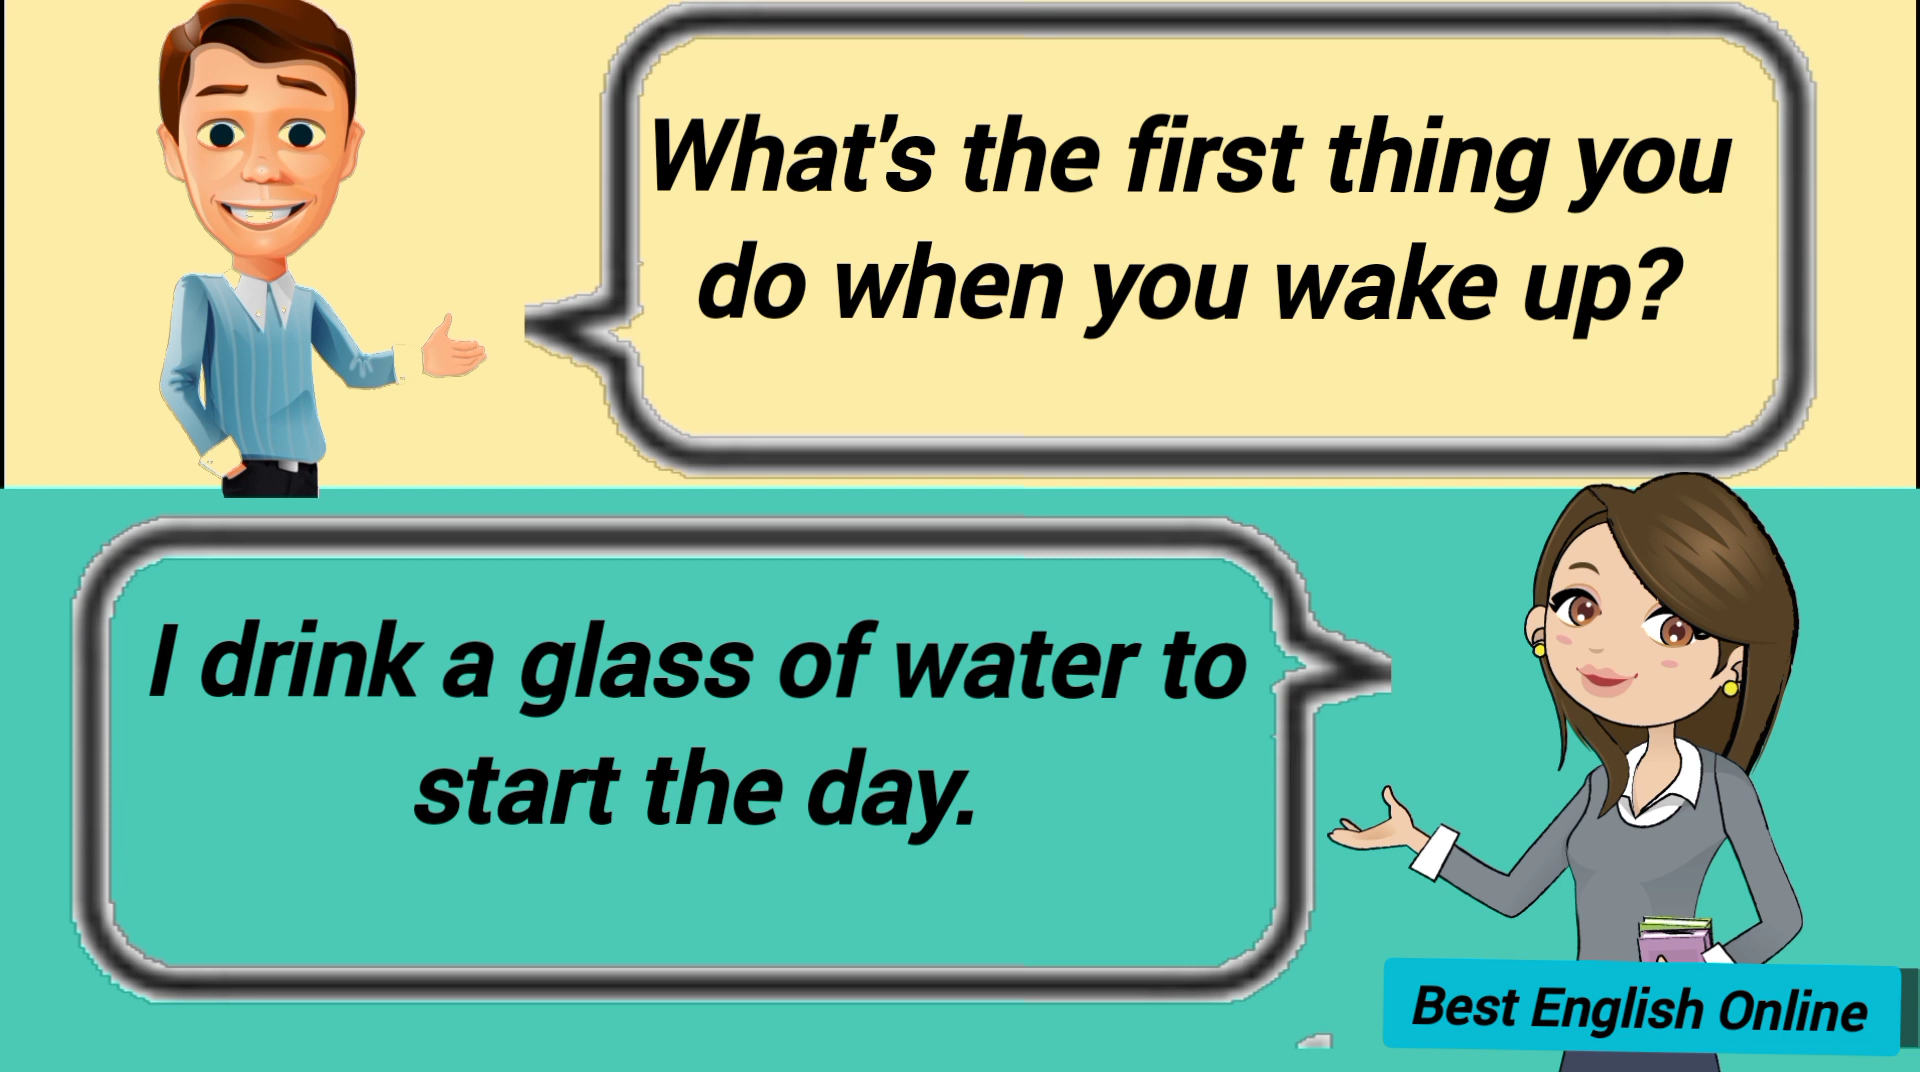 What's the first thing you
do when you wake up?
I drink a glass of water to
start the day.
Best English Online